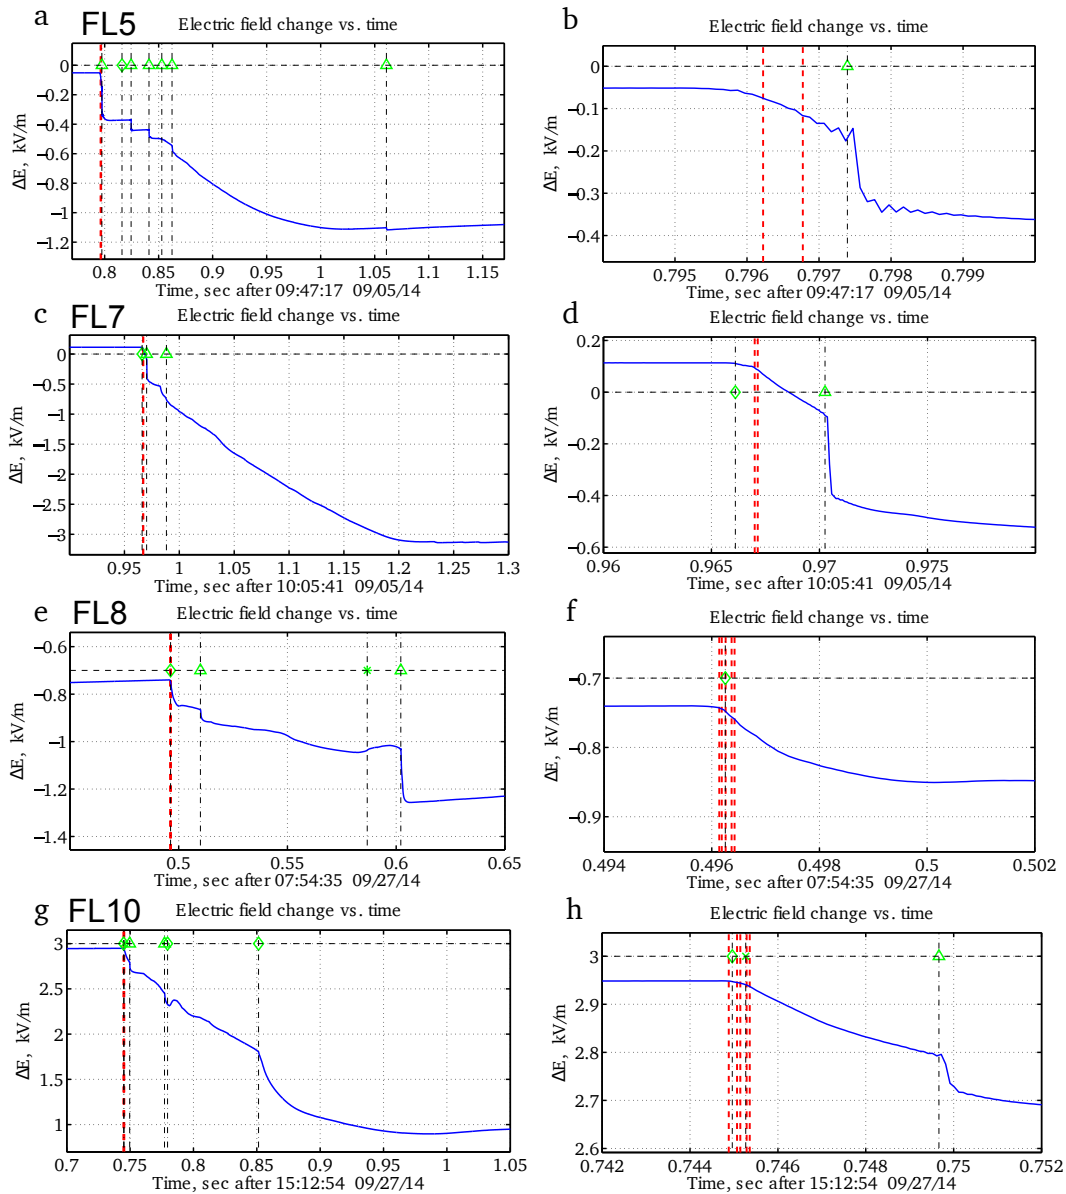 a
FL5
Electric field change vs. time
0
−0.2
−0.4
−0.6
−0.8
−1
−1.2
ΔE, kV/m
0.8 0.85 0.9 0.95 1 1.05 1.1 1.15
Time, sec after 09:47:17 09/05/14
b
Electric field change vs. time
0
−0.1
−0.2
−0.3
−0.4
ΔE, kV/m
0.795 0.796 0.797 0.798 0.799
Time, sec after 09:47:17 09/05/14
c
FL7
Electric field change vs. time
0
−0.5
−1
−1.5
−2
−2.5
−3
ΔE, kV/m
0.95 1 1.05 1.1 1.15 1.2 1.25 1.3
Time, sec after 10:05:41 09/05/14
d
Electric field change vs. time
0.2
0
−0.2
−0.4
−0.6
ΔE, kV/m
0.96 0.965 0.97 0.975
Time, sec after 10:05:41 09/05/14
e
FL8
Electric field change vs. time
−0.6
−0.8
−1
−1.2
−1.4
ΔE, kV/m
0.5 0.55 0.6 0.65
Time, sec after 07:54:35 09/27/14
f
Electric field change vs. time
−0.7
−0.8
−0.9
ΔE, kV/m
0.494 0.496 0.498 0.5 0.502
Time, sec after 07:54:35 09/27/14
g
FL10
Electric field change vs. time
3
2.5
2
1.5
1
ΔE, kV/m
0.7 0.75 0.8 0.85 0.9 0.95 1 1.05
Time, sec after 15:12:54 09/27/14
h
Electric field change vs. time
3
2.9
2.8
2.7
2.6
ΔE, kV/m
0.742 0.744 0.746 0.748 0.75 0.752
Time, sec after 15:12:54 09/27/14